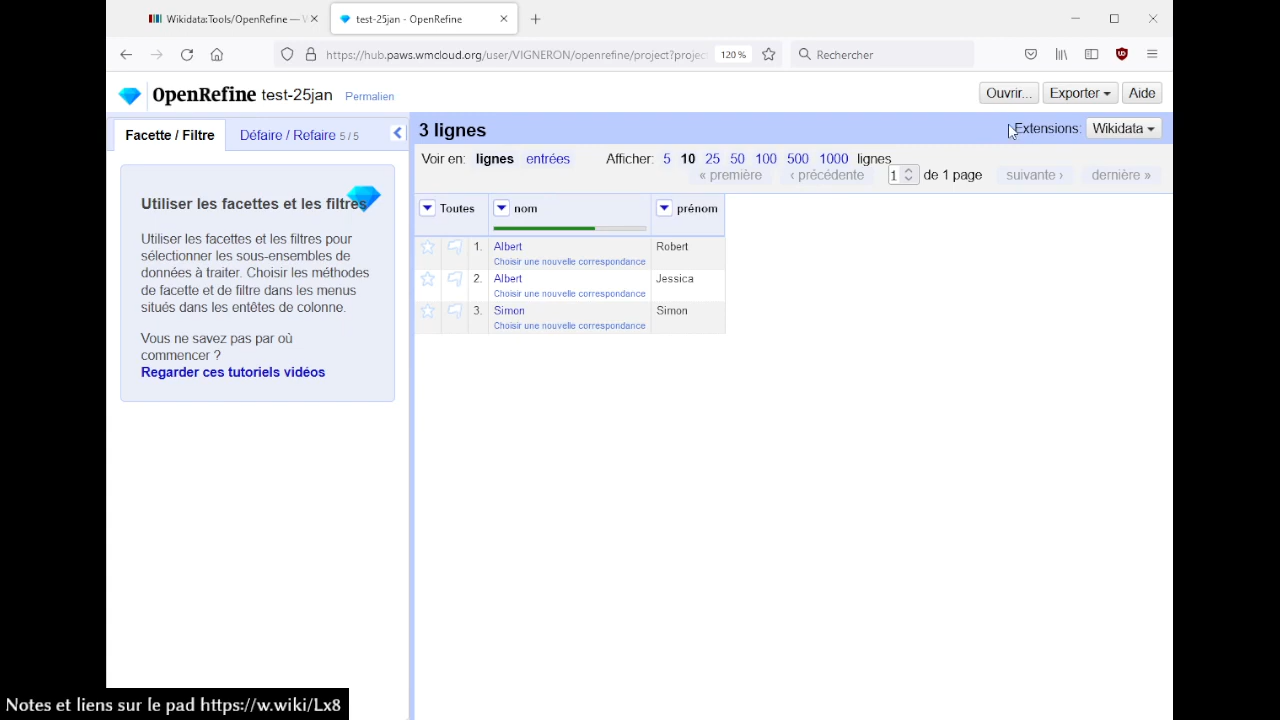 Wikidata:Tools/OpenRefine —
test-25jan - OpenRefine
https://hub.paws.wmcloud.org/user/VIGNERON/openrefine/project?projec
120 %
Rechercher
OpenRefine test-25jan Permalien
Ouvrir... Exporter Aide
Facette / Filtre
Défaire / Refaire 5 / 5
3 lignes
Extensions: Wikidata
Voir en: lignes entrées Afficher: 5 10 25 50 100 500 1000 lignes
« première ‹ précédente 1 de 1 page suivante › dernière »
Utiliser les facettes et les filtres
Utiliser les facettes et les filtres pour
sélectionner les sous-ensembles de
données à traiter. Choisir les méthodes
de facette et de filtre dans les menus
situés dans les entêtes de colonne.
Vous ne savez pas par où
commencer ?
Regarder ces tutoriels vidéos
Toutes nom prénom
1. Albert Robert
Choisir une nouvelle correspondance
2. Albert Jessica
Choisir une nouvelle correspondance
3. Simon Simon
Choisir une nouvelle correspondance
Notes et liens sur le pad https://w.wiki/Lx8